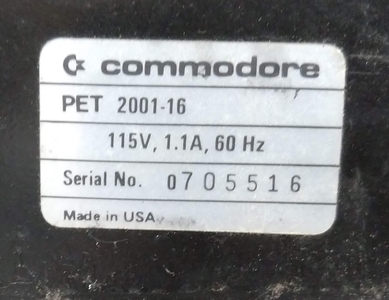 commodore
PET 2001-16
115V, 1.1A, 60 Hz
Serial No. 0705516
Made in USA